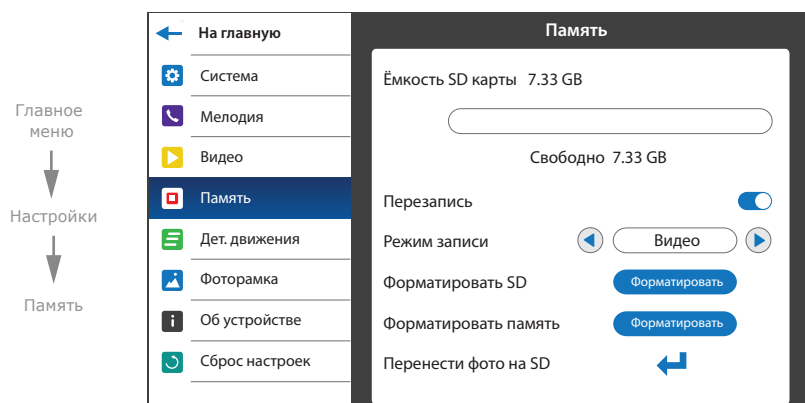 Главное
меню
Настройки
Память
На главную
Система
Мелодия
Видео
Память
Дет. движения
Фоторамка
Об устройстве
Сброс настроек
Память
Ёмкость SD карты 7.33 GB
Свободно 7.33 GB
Перезапись
Режим записи Видео
Форматировать SD Форматировать
Форматировать память Форматировать
Перенести фото на SD